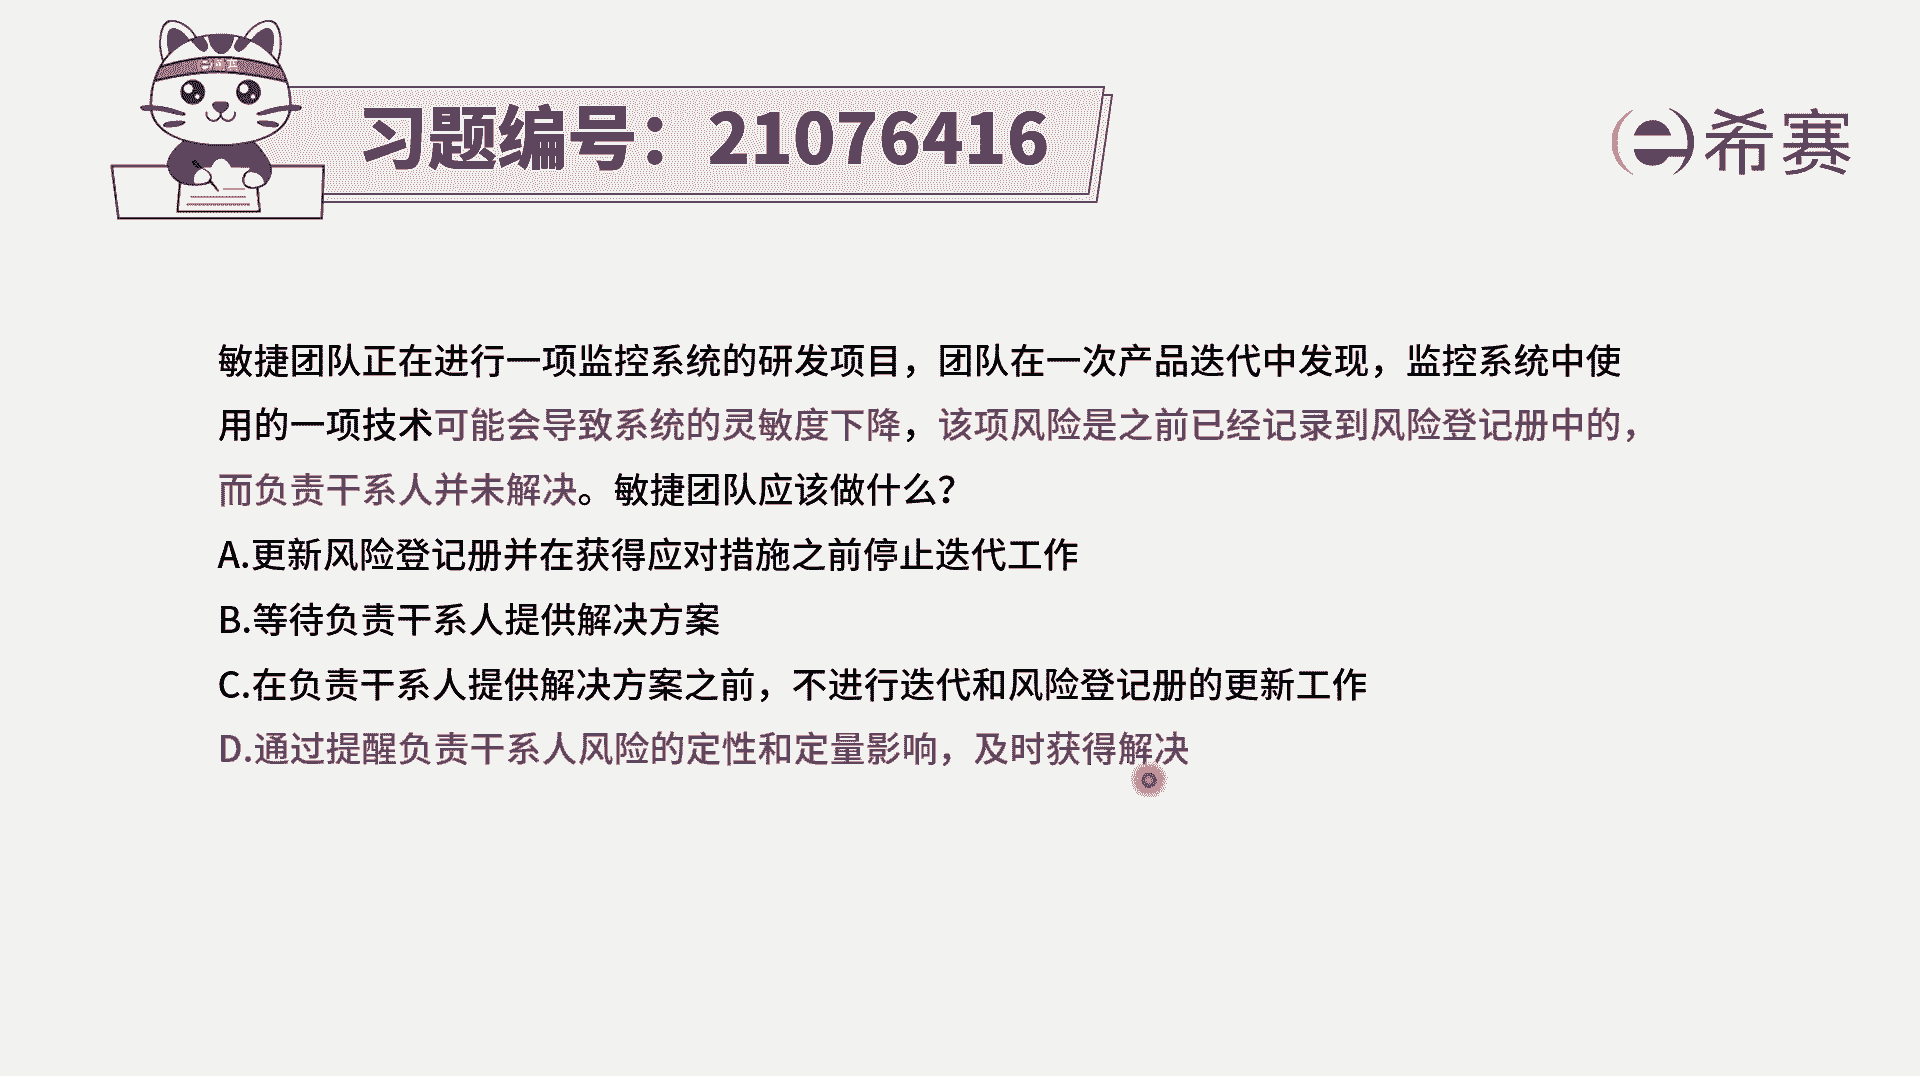 习题编号：21076416
希赛
敏捷团队正在进行一项监控系统的研发项目，团队在一次产品迭代中发现，监控系统中使
用的一项技术可能会导致系统的灵敏度下降，该项风险是之前已经记录到风险登记册中的，
而负责干系人并未解决。敏捷团队应该做什么？
A.更新风险登记册并在获得应对措施之前停止迭代工作
B.等待负责干系人提供解决方案
C.在负责干系人提供解决方案之前，不进行迭代和风险登记册的更新工作
D.通过提醒负责干系人风险的定性和定量影响，及时获得解决